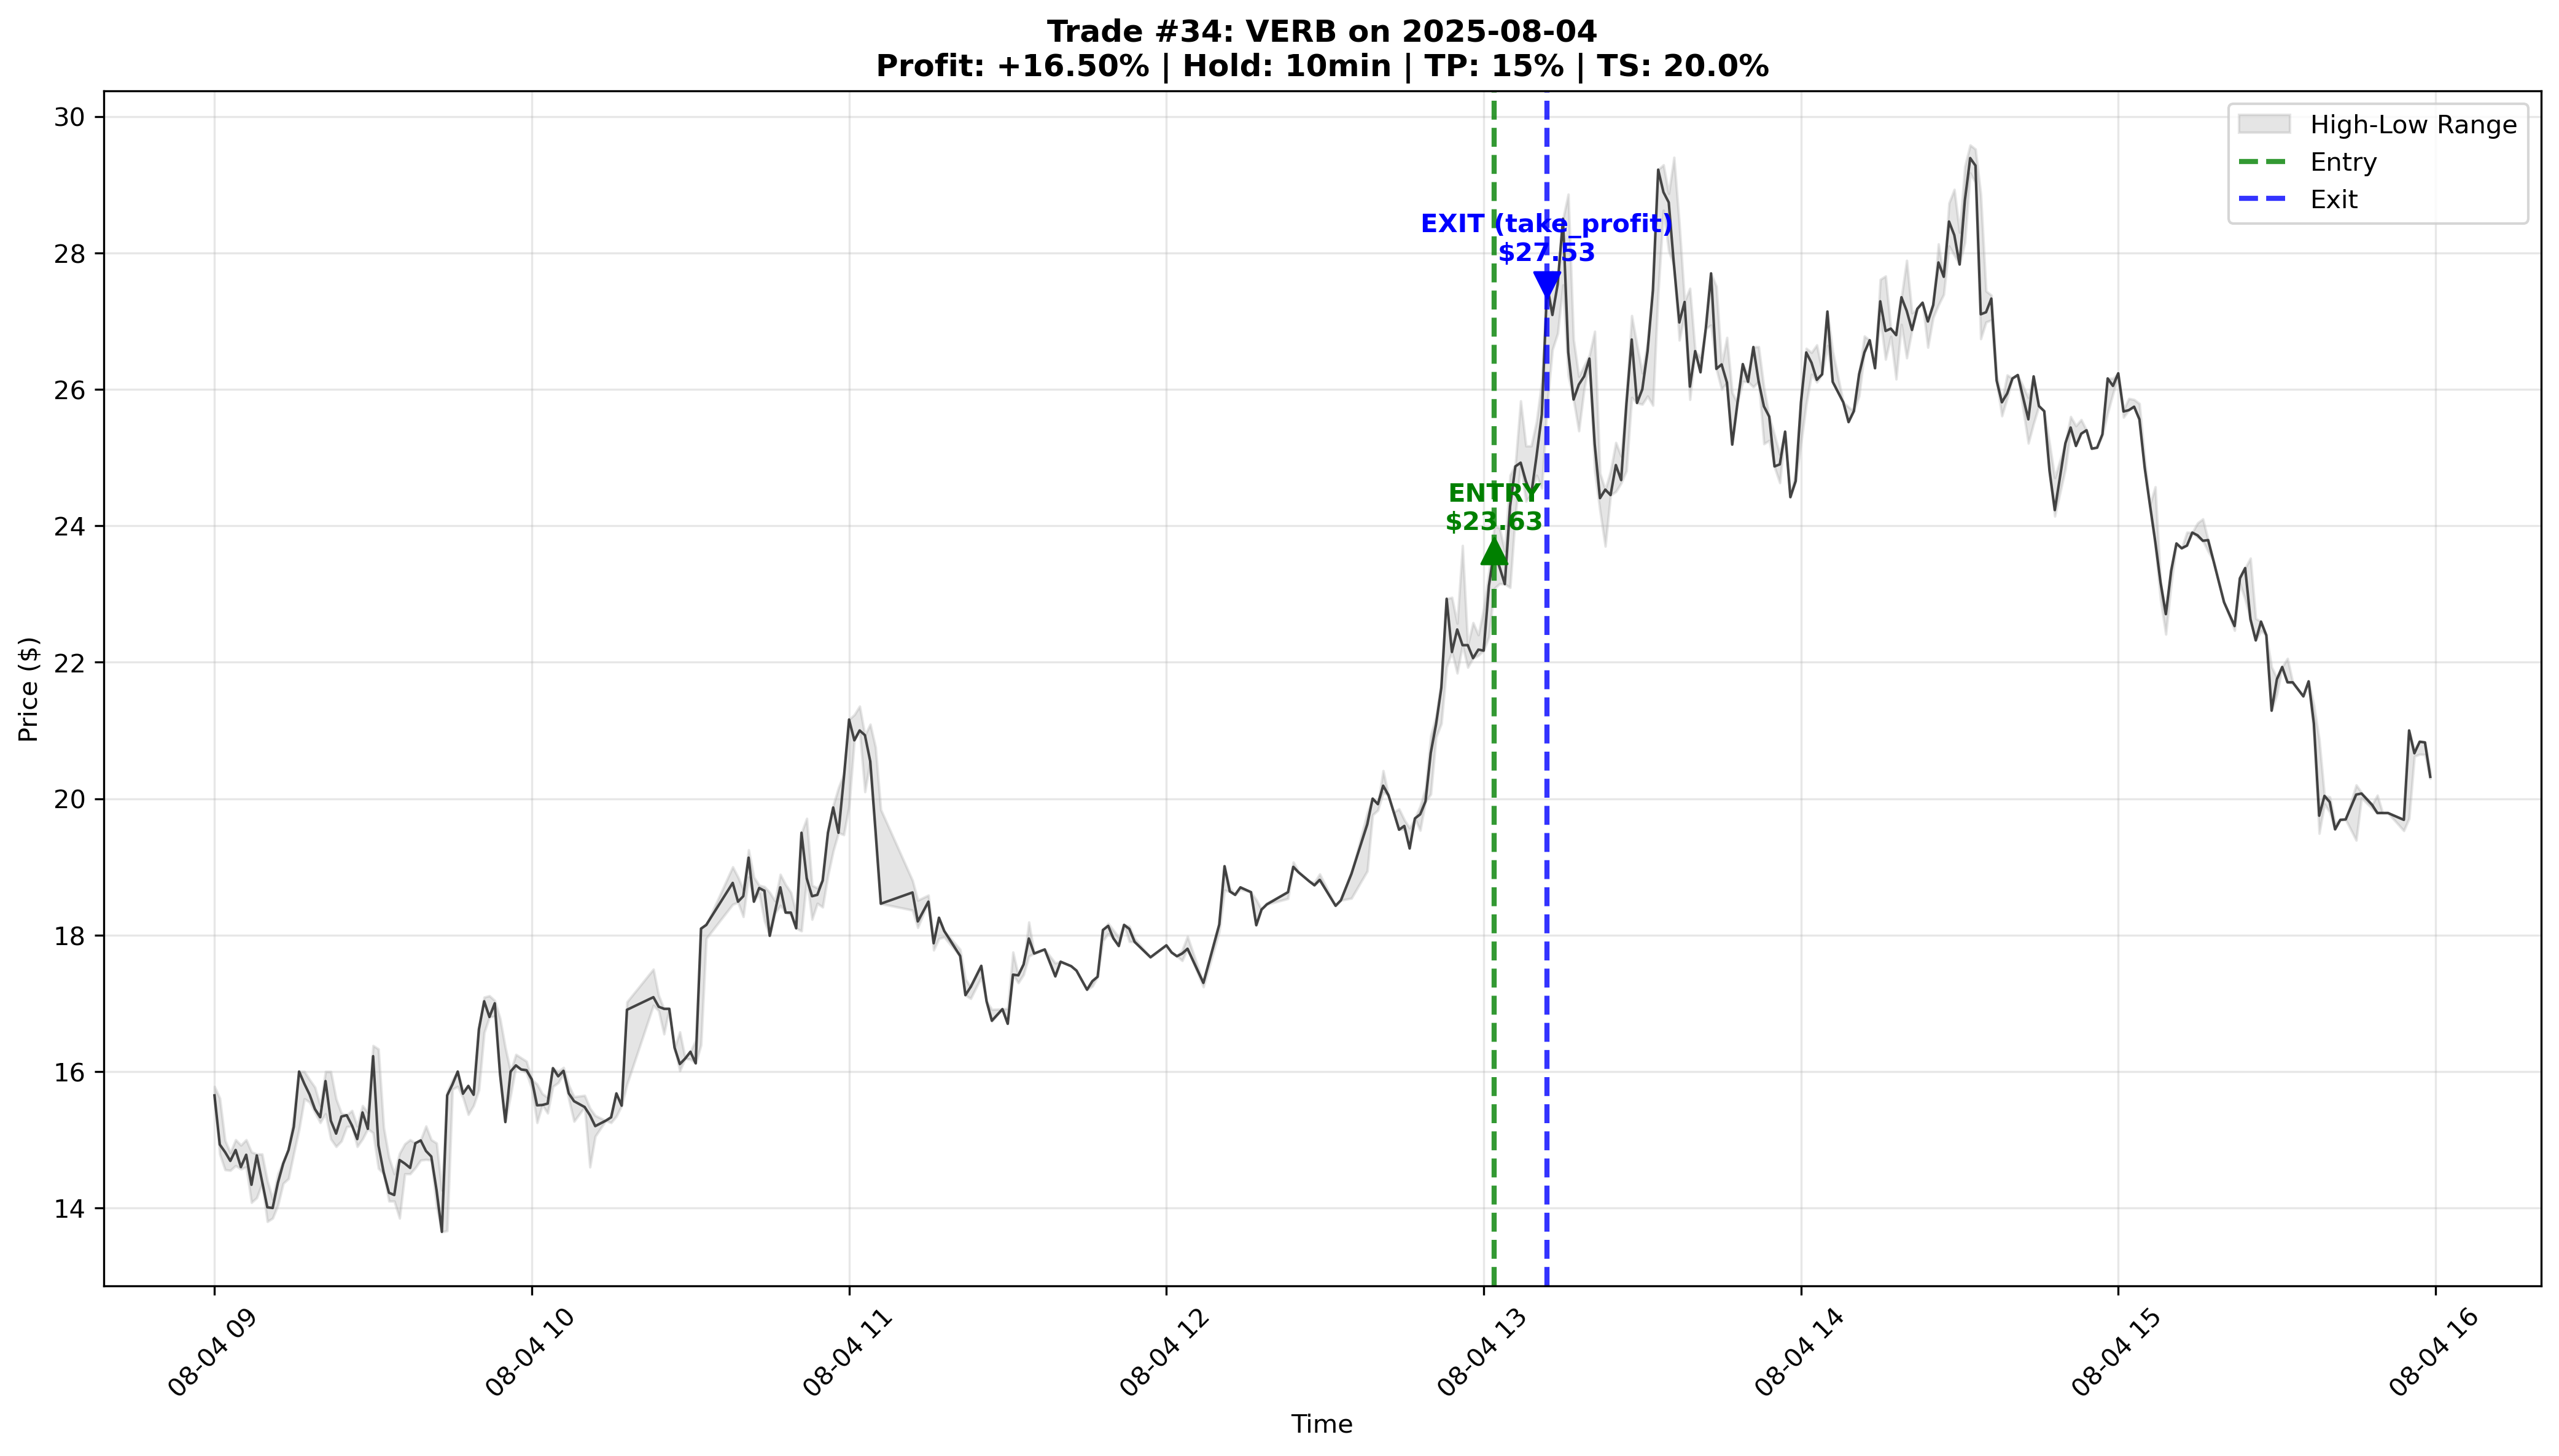 Trade #34: VERB on 2025-08-04
Profit: +16.50% | Hold: 10min | TP: 15% | TS: 20.0%
High-Low Range
Entry
Exit
EXIT (take_profit)
$27.53
ENTRY
$23.63
Price ($)
30
28
26
24
22
20
18
16
14
08-04 09
08-04 10
08-04 11
08-04 12
08-04 13
08-04 14
08-04 15
08-04 16
Time